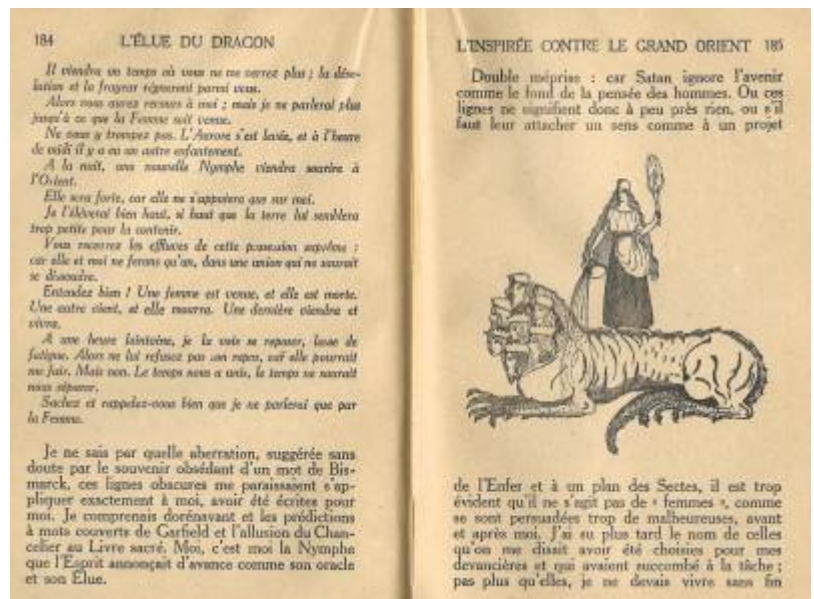 184 L'ÉLUE DU DRAGON
Il viendra un temps où vous ne me verrez plus ; la déso-
lation et la frayeur régneront parmi vous.
Alors vous aurez recours à moi ; mais je ne parlerai plus
jusqu'à ce que la Femme soit venue.
Ne vous y trompez pas. L'Aurore s'est levée, et à l'heure
de midi il y a eu un autre enfantement.
A la nuit, une nouvelle Nymphe viendra sourire à
l'Orient.
Elle sera forte, car elle ne s'appuiera que sur moi.
Je l'élèverai bien haut, si haut que la terre lui semblera
trop petite pour la contenir.
Vous recevrez les effluves de cette possession suprême :
car elle et moi ne ferons qu'un, dans une union qui ne saurait
se dissoudre.
Entendez bien ! Une femme est venue, et elle est morte.
Une autre vient, et elle mourra. Une dernière viendra et
vivra.
A une heure lointaine, je la vois se reposer, lasse de
fatigue. Alors ne lui refusez pas son repos, car elle pourrait
me fuir. Mais non. Le temps nous a unis, le temps ne saurait
nous séparer.
Sachez et rappelez-vous bien que je ne parlerai que par
la Femme.
Je ne sais par quelle aberration, suggérée sans
doute par le souvenir obsédant d'un mot de Bis-
marck, ces lignes obscures me paraissaient s'ap-
pliquer exactement à moi, avoir été écrites pour
moi. Je comprenais dorénavant et les prédictions
à mots couverts de Garfield et l'allusion du Chan-
celier au Livre sacré. Moi, c'est moi la Nymphe
que l'Esprit annonçait d'avance comme son oracle
et son Élue.
L'INSPIRÉE CONTRE LE GRAND ORIENT 185
Double méprise : car Satan ignore l'avenir
comme le fond de la pensée des hommes. Ou ces
lignes ne signifient donc à peu près rien, ou s'il
faut leur attacher un sens comme à un projet
de l'Enfer et à un plan des Sectes, il est trop
évident qu'il ne s'agit pas de « femmes », comme
se sont persuadées trop de malheureuses, avant
et après moi. J'ai su plus tard le nom de celles
qu'on me disait avoir été choisies pour mes
devancières et qui avaient succombé à la tâche ;
pas plus qu'elles, je ne devais vivre sans fin